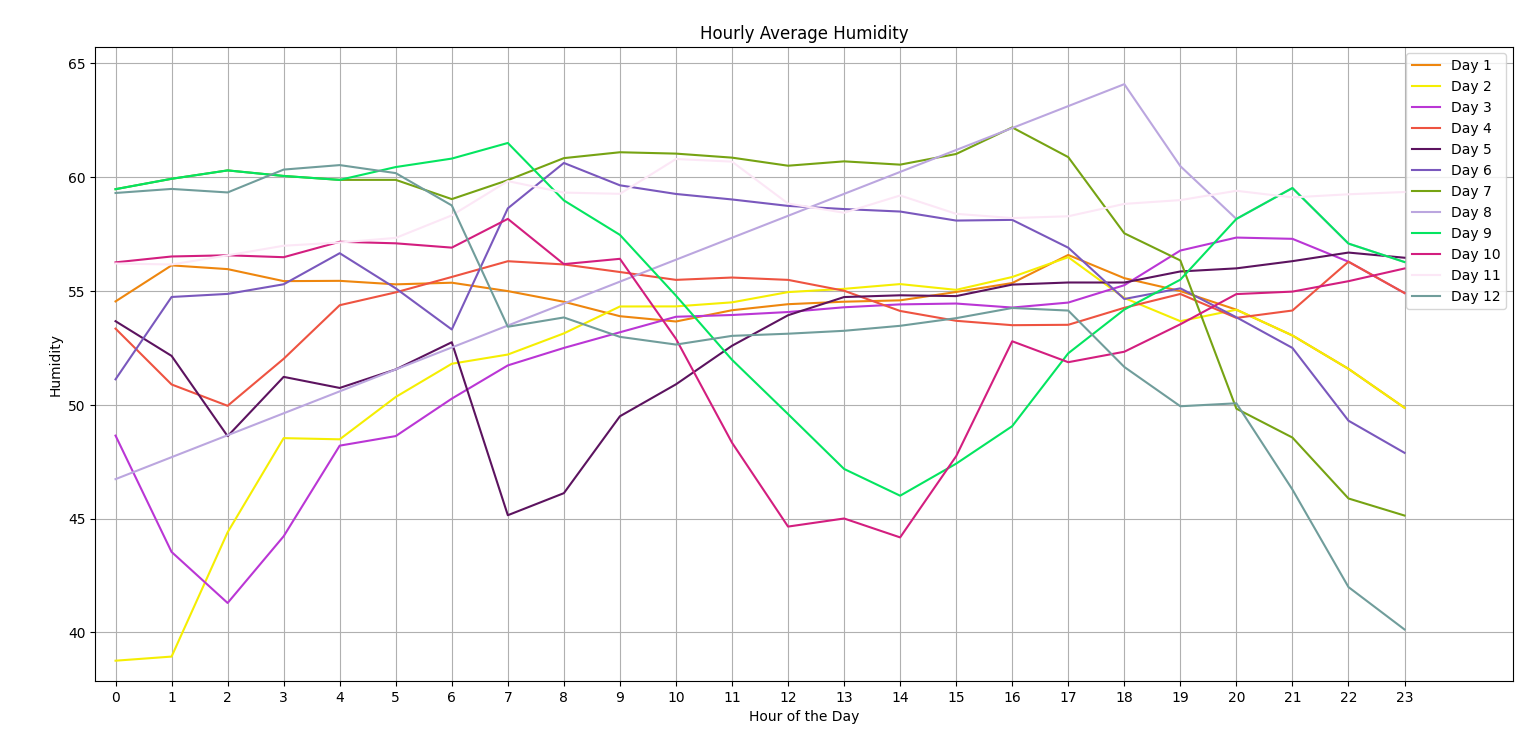 Hourly Average Humidity
65
60
55
50
45
40
Humidity
0 1 2 3 4 5 6 7 8 9 10 11 12 13 14 15 16 17 18 19 20 21 22 23
Hour of the Day
Day 1
Day 2
Day 3
Day 4
Day 5
Day 6
Day 7
Day 8
Day 9
Day 10
Day 11
Day 12